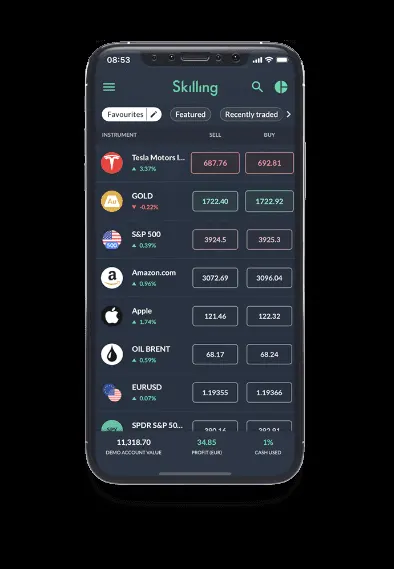 08:53
Skilling
Favourites Featured Recently traded
INSTRUMENT SELL BUY
Tesla Motors I... 687.76 692.81
3.37%
GOLD 1722.40 1722.92
Au
-0.22%
S&P 500 3924.5 3925.3
500 0.39%
Amazon.com 3072.69 3096.04
a 0.96%
Apple 121.46 122.32
1.74%
OIL BRENT 68.17 68.24
0.59%
EURUSD 1.19355 1.19366
0.07%
SPDR S&P 50...
11,318.70 34.85 1%
DEMO ACCOUNT VALUE PROFIT (EUR) CASH USED